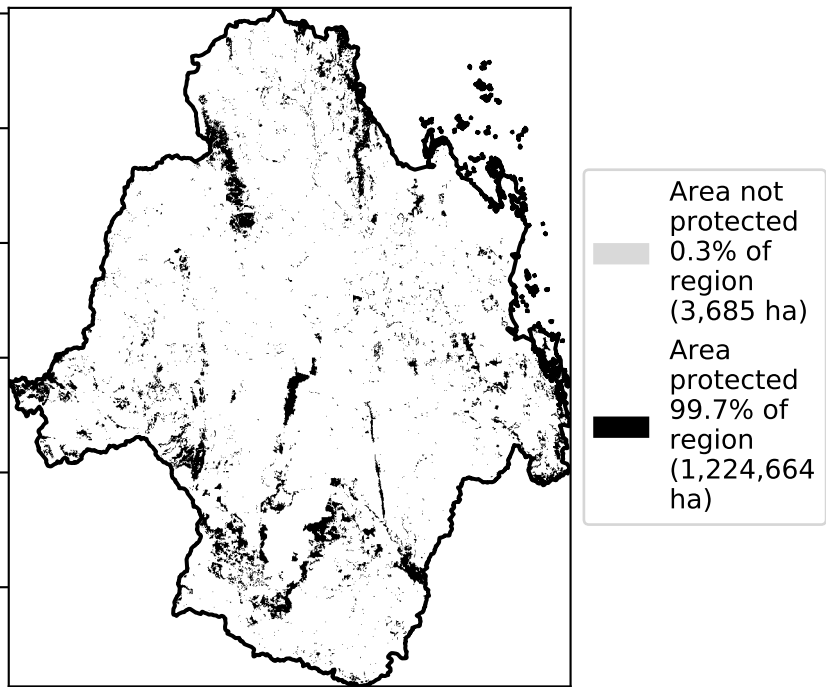 Area not
protected
0.3% of
region
(3,685 ha)
Area
protected
99.7% of
region
(1,224,664
ha)